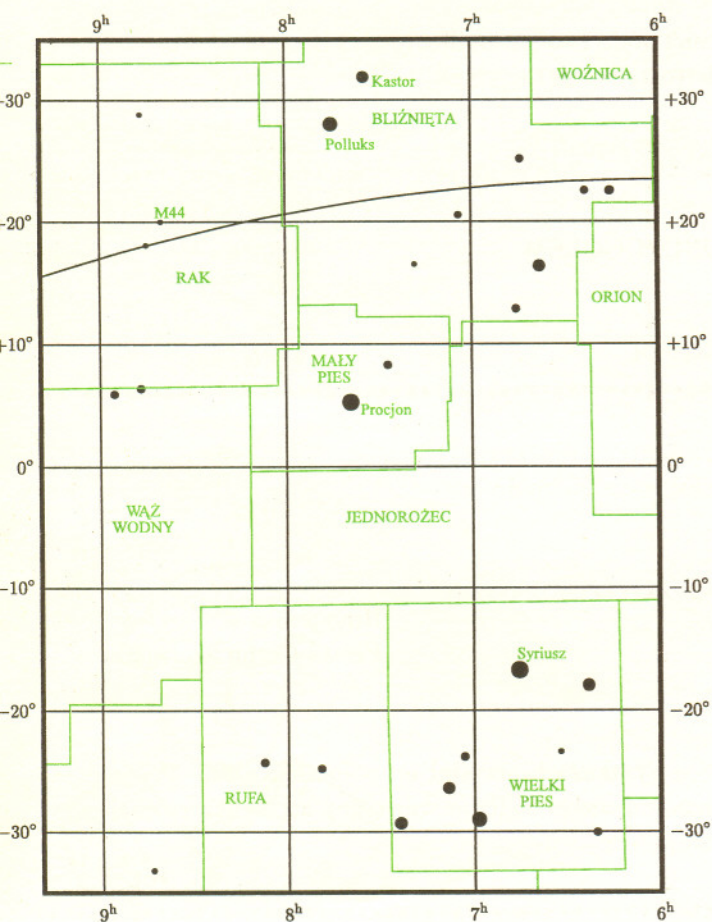 9h 8h 7h 6h
WOŹNICA
Kastor
+30° +30°
BLIŹNIĘTA
Polluks
M44
+20° +20°
RAK
ORION
+10° +10°
MAŁY
PIES
Procjon
0° 0°
WĄŻ
WODNY
JEDNOROŻEC
−10° −10°
Syriusz
−20° −20°
RUFA
WIELKI
PIES
−30° −30°
9h 8h 7h 6h